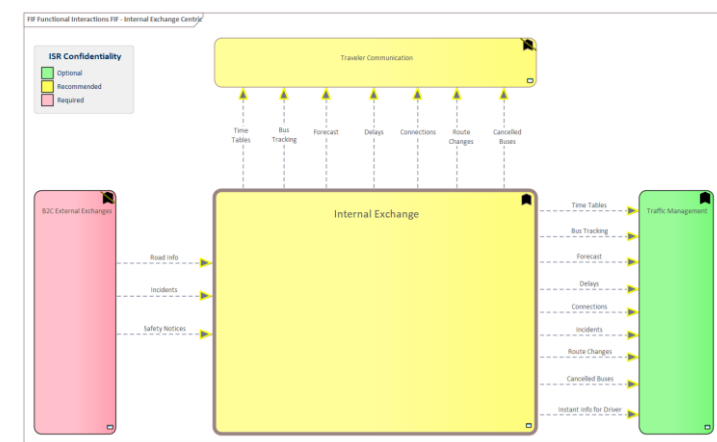 FIF Functional Interactions FIF - Internal Exchange Centric
ISR Confidentiality
Optional
Recommended
Required
Traveler Communication
Time
Tables
Bus
Tracking
Forecast
Delays
Connections
Route
Changes
Cancelled
Buses
B2C External Exchanges
Road Info
Incidents
Safety Notices
Internal Exchange
Time Tables
Bus Tracking
Forecast
Delays
Connections
Incidents
Route Changes
Cancelled Buses
Instant Info for Driver
Traffic Management